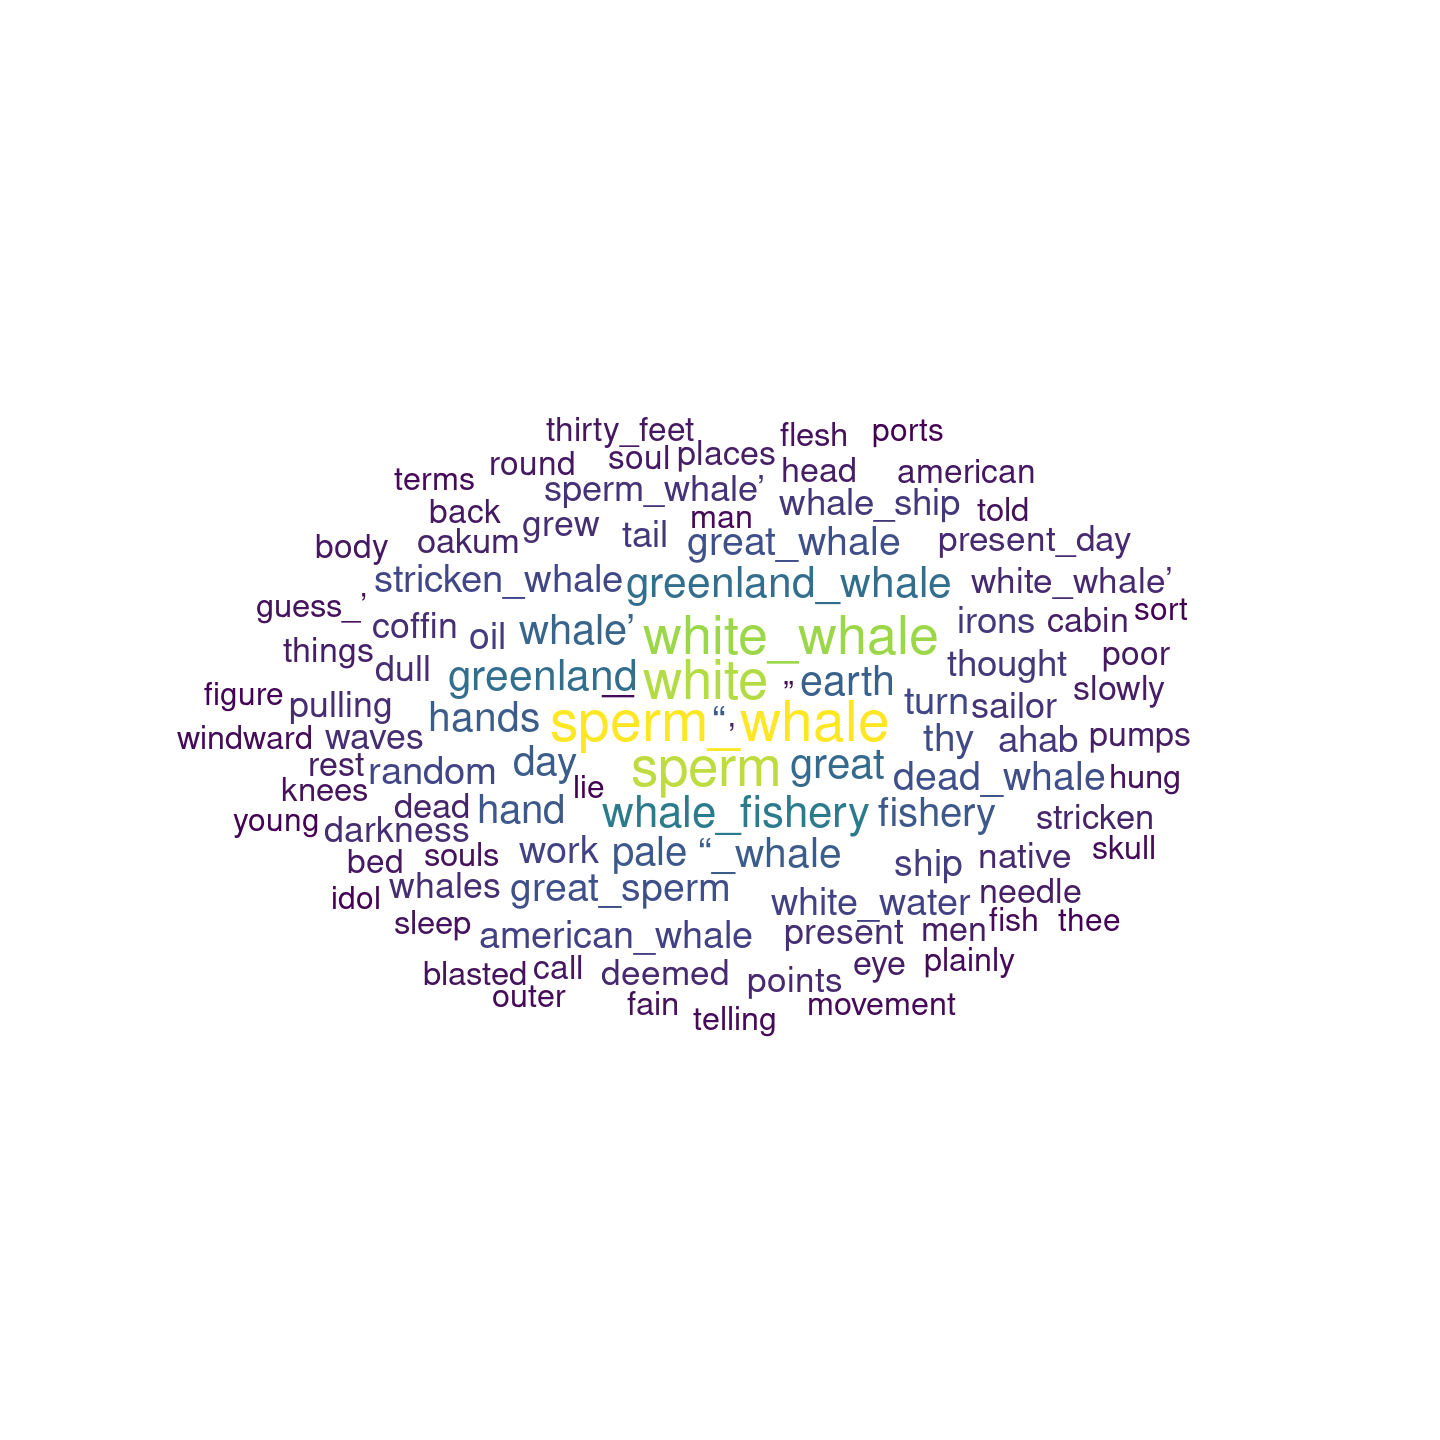 thirty_feet flesh ports
round soul places head american
terms sperm_whale’ whale_ship told
back grew tail man great_whale present_day
body oakum
stricken_whale greenland_whale white_whale’
guess_’ coffin oil whale’ white_whale irons cabin sort
things dull greenland_ white ” earth thought poor
figure pulling hands sperm_whale “ ’ turn sailor slowly
windward waves day sperm great thy ahab pumps
rest random lie dead_whale hung
knees dead hand whale_fishery fishery stricken
young darkness
bed souls work pale “_whale ship native skull
idol whales great_sperm white_water needle
sleep american_whale present men fish thee
blasted call deemed points eye plainly
outer fain telling movement